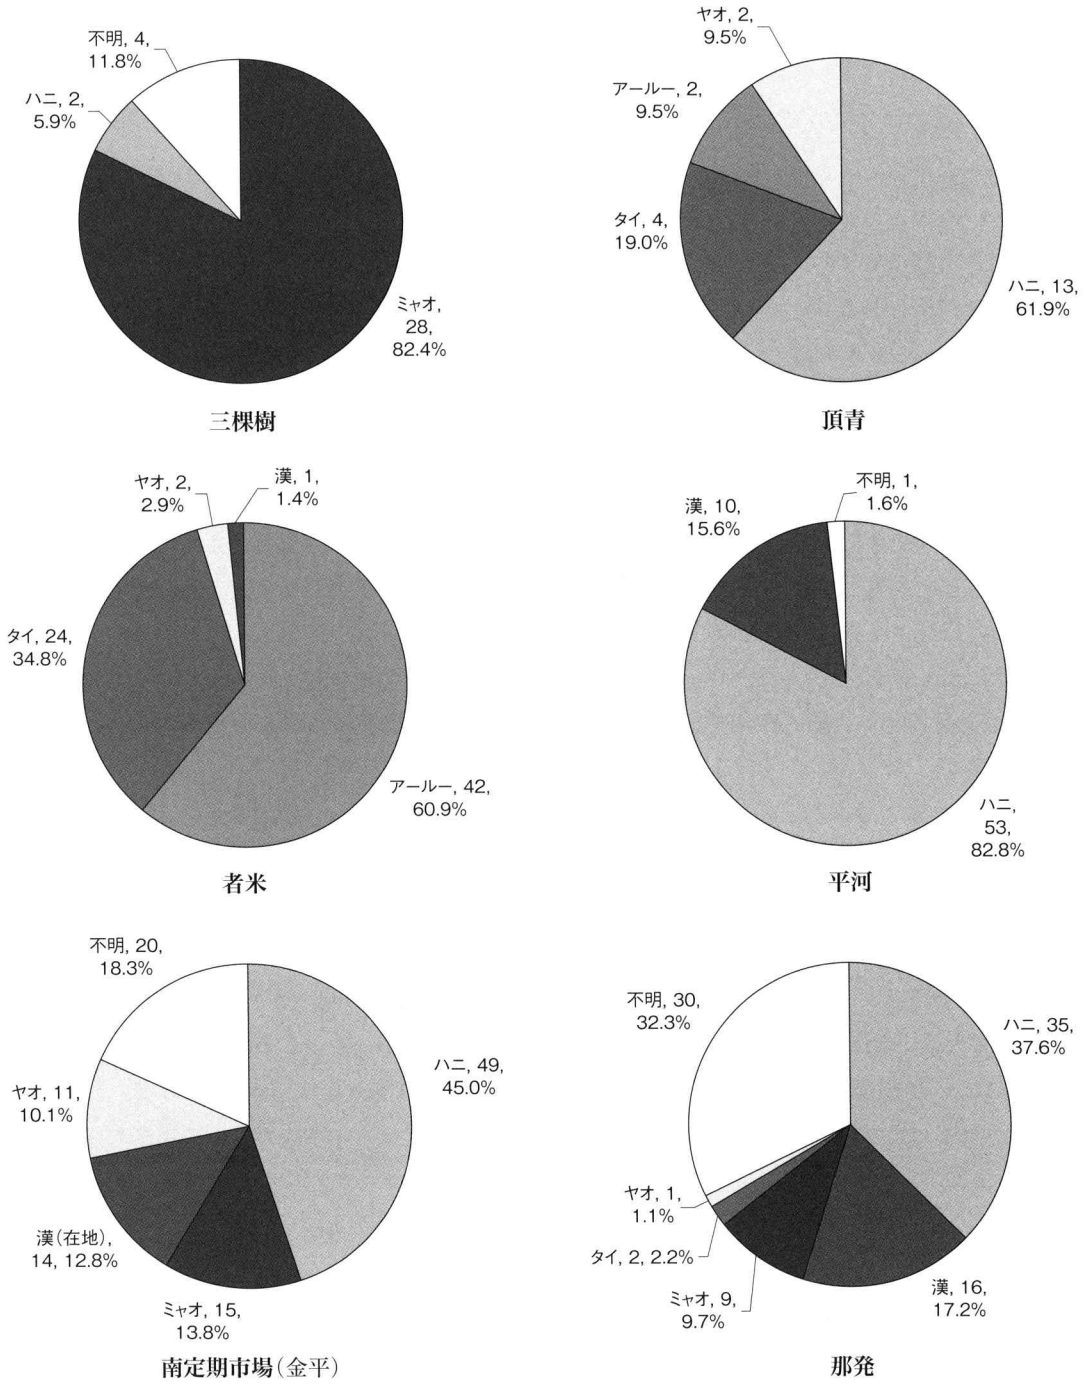 不明, 4,
11.8%
ハニ, 2,
5.9%
ミャオ,
28,
82.4%
三棵樹
ヤオ, 2,
9.5%
アールー, 2,
9.5%
タイ, 4,
19.0%
ハニ, 13,
61.9%
頂青
ヤオ, 2,
2.9%
漢, 1,
1.4%
タイ, 24,
34.8%
アールー, 42,
60.9%
者米
不明, 1,
1.6%
漢, 10,
15.6%
ハニ,
53,
82.8%
平河
不明, 20,
18.3%
ハニ, 49,
45.0%
ヤオ, 11,
10.1%
漢（在地）,
14, 12.8%
ミャオ, 15,
13.8%
南定期市場（金平）
不明, 30,
32.3%
ハニ, 35,
37.6%
ヤオ, 1,
1.1%
タイ, 2, 2.2%
ミャオ, 9,
9.7%
漢, 16,
17.2%
那発